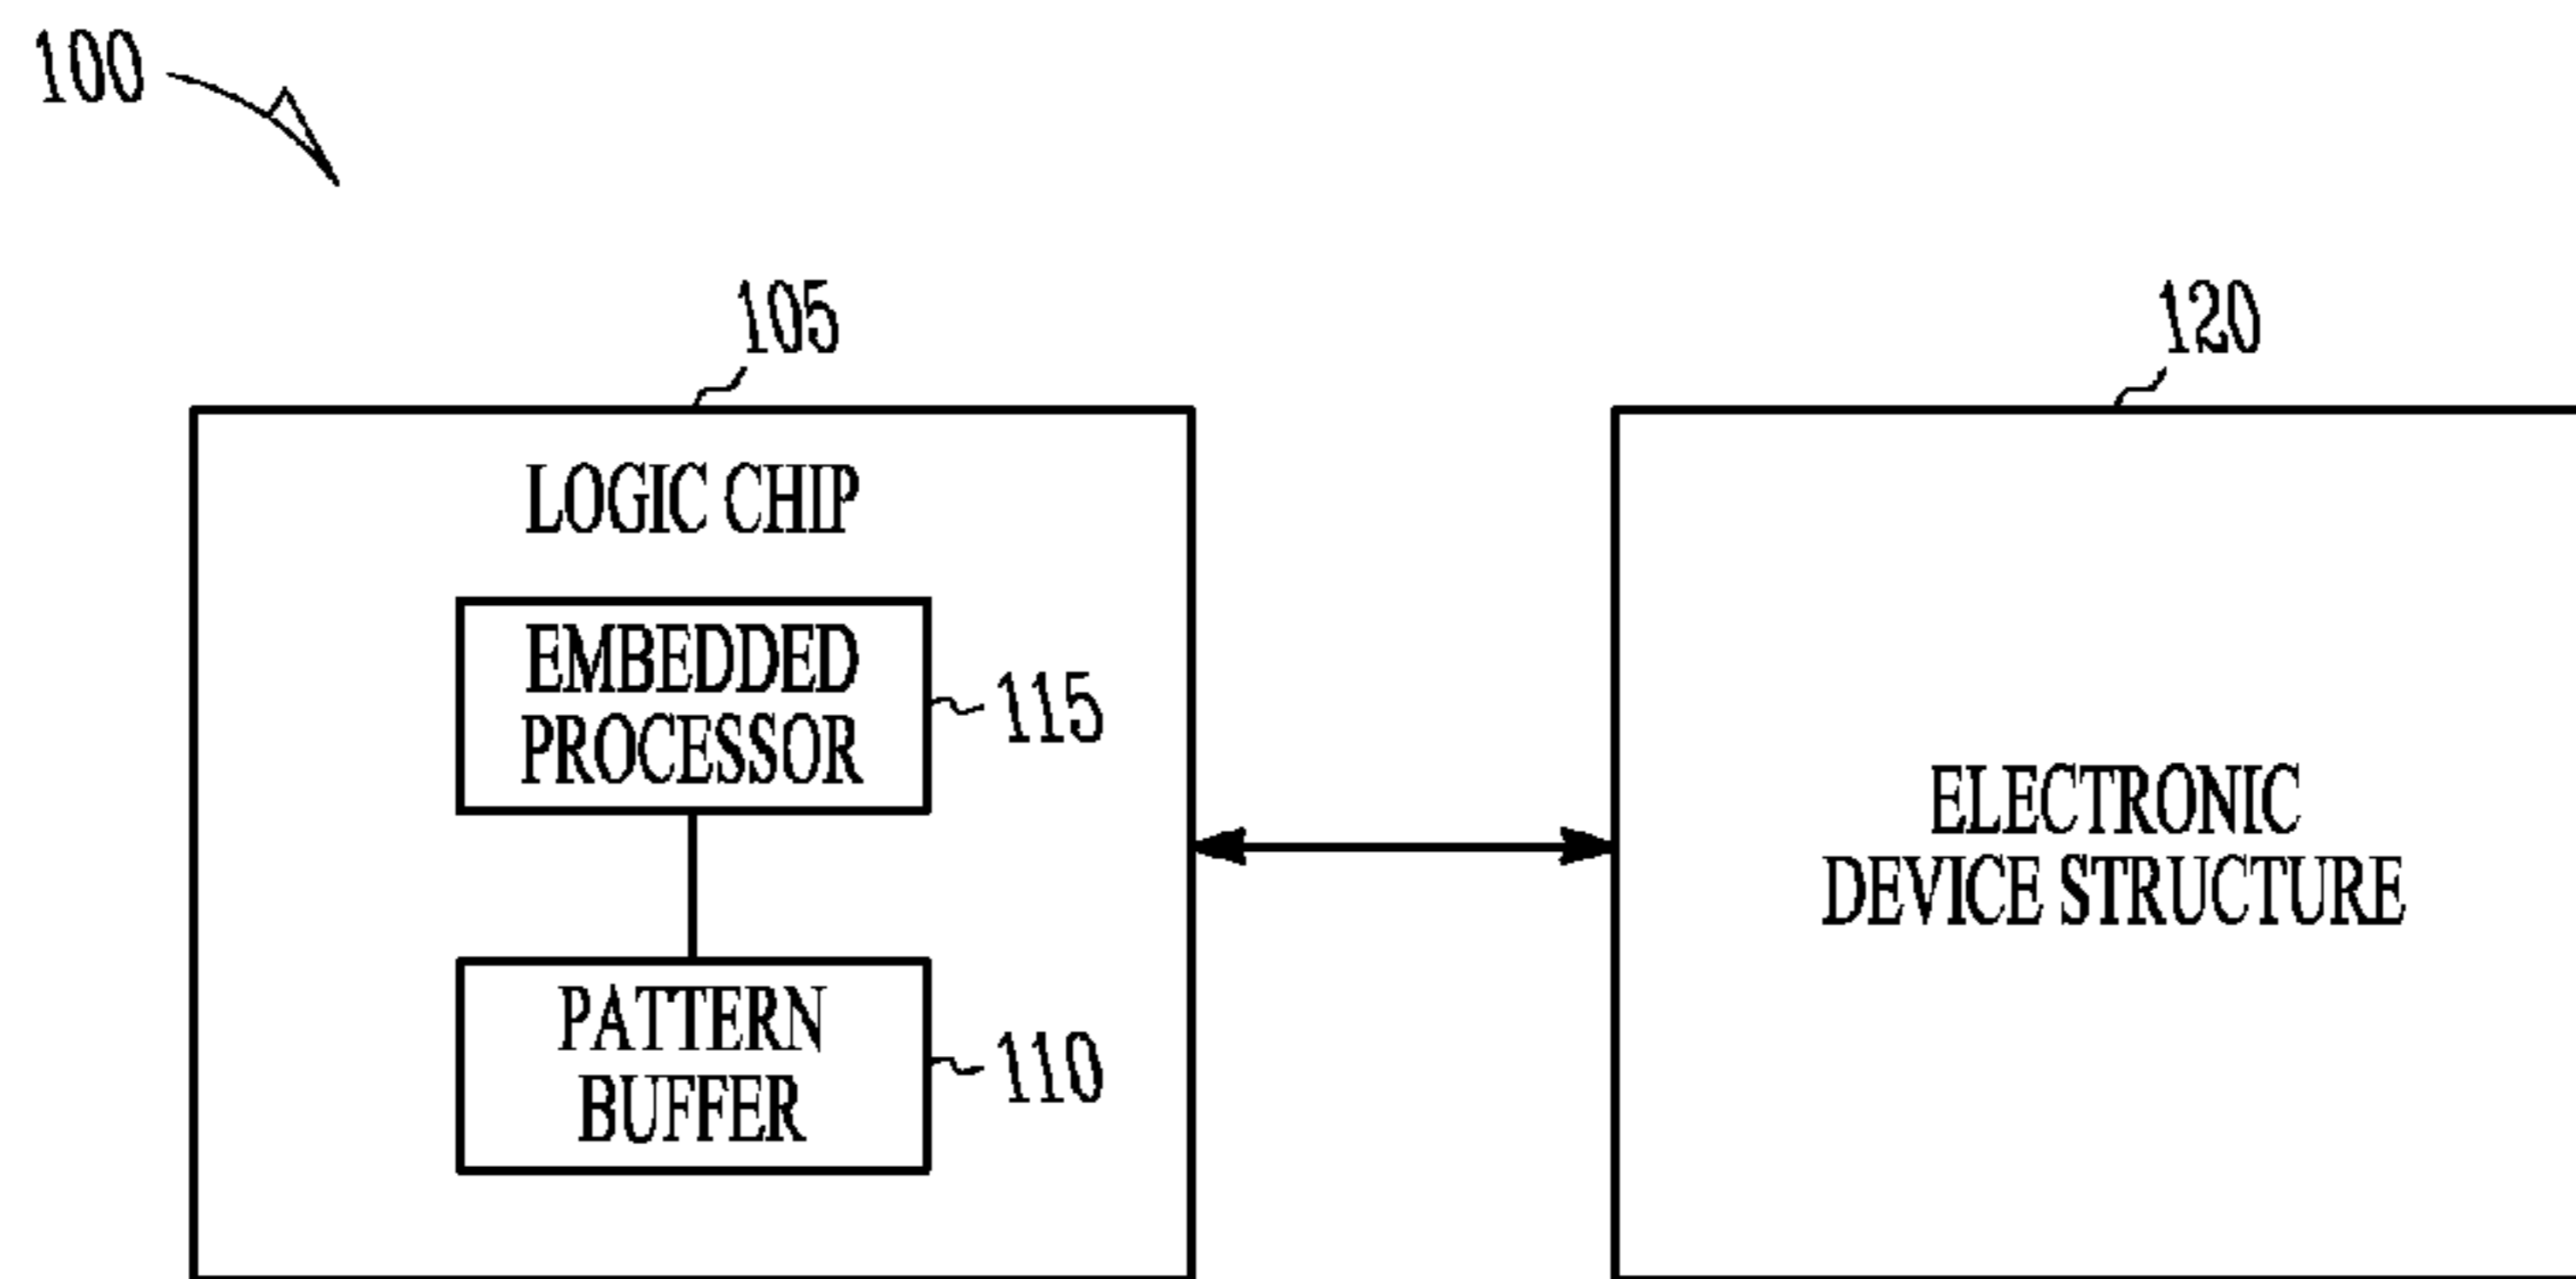 100
105
120
LOGIC CHIP
EMBEDDED
PROCESSOR
115
PATTERN
BUFFER
110
ELECTRONIC
DEVICE STRUCTURE